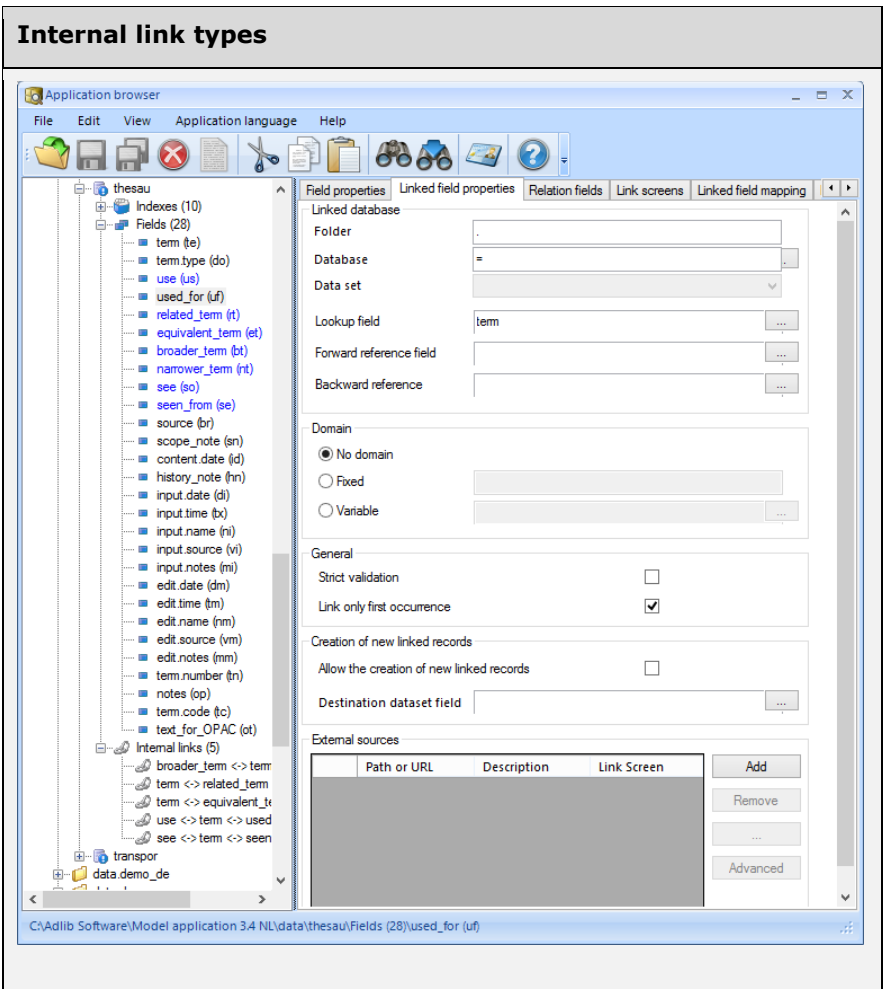 Internal link types
Application browser
File Edit View Application language Help
thesau
Indexes (10)
Fields (28)
term (te)
term.type (do)
use (us)
used_for (uf)
related_term (rt)
equivalent_term (et)
broader_term (bt)
narrower_term (nt)
see (so)
seen_from (se)
source (br)
scope_note (sn)
content.date (id)
history_note (hn)
input.date (di)
input.time (tx)
input.name (ni)
input.source (vi)
input.notes (mi)
edit.date (dm)
edit.time (tm)
edit.name (nm)
edit.source (vm)
edit.notes (mm)
term.number (tn)
notes (op)
term.code (tc)
text_for_OPAC (ot)
Internal links (5)
broader_term <-> term
term <-> related_term
term <-> equivalent_te
use <-> term <-> used
see <-> term <-> seen
transpor
data.demo_de
Field properties Linked field properties Relation fields Link screens Linked field mapping
Linked database
Folder .
Database = .
Data set
Lookup field term ...
Forward reference field ...
Backward reference ...
Domain
No domain
Fixed
Variable ...
General
Strict validation
Link only first occurrence
Creation of new linked records
Allow the creation of new linked records
Destination dataset field ...
External sources
Path or URL Description Link Screen Add
Remove
...
Advanced
C:\Adlib Software\Model application 3.4 NL\data\thesau\Fields (28)\used_for (uf)